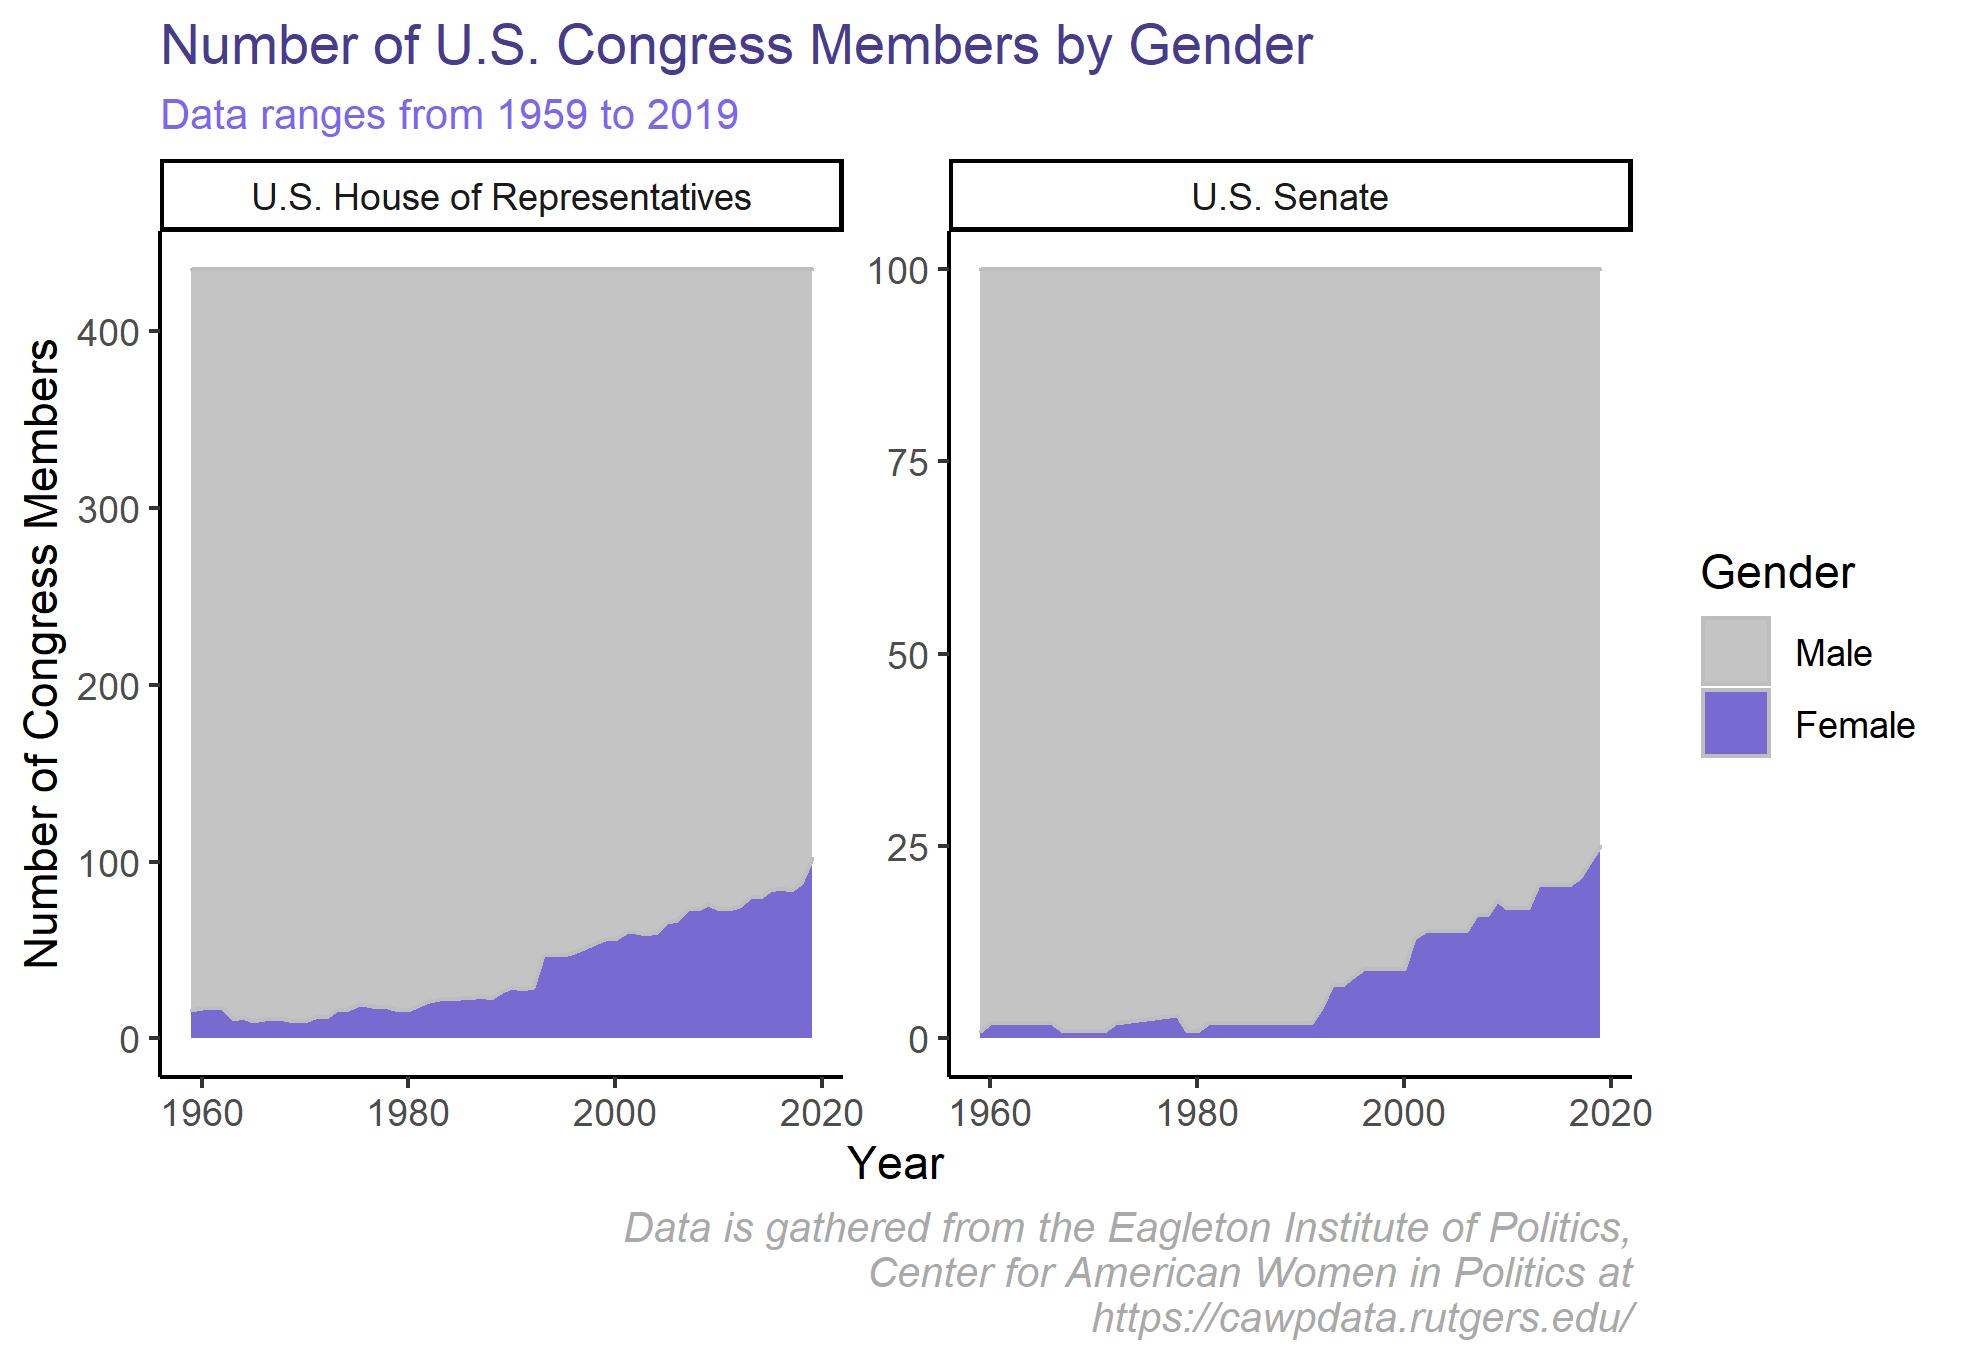 Number of U.S. Congress Members by Gender
Data ranges from 1959 to 2019
U.S. House of Representatives
U.S. Senate
Number of Congress Members
400
300
200
100
0
1960 1980 2000 2020
100
75
50
25
0
1960 1980 2000 2020
Year
Gender
Male
Female
Data is gathered from the Eagleton Institute of Politics,
Center for American Women in Politics at
https://cawpdata.rutgers.edu/